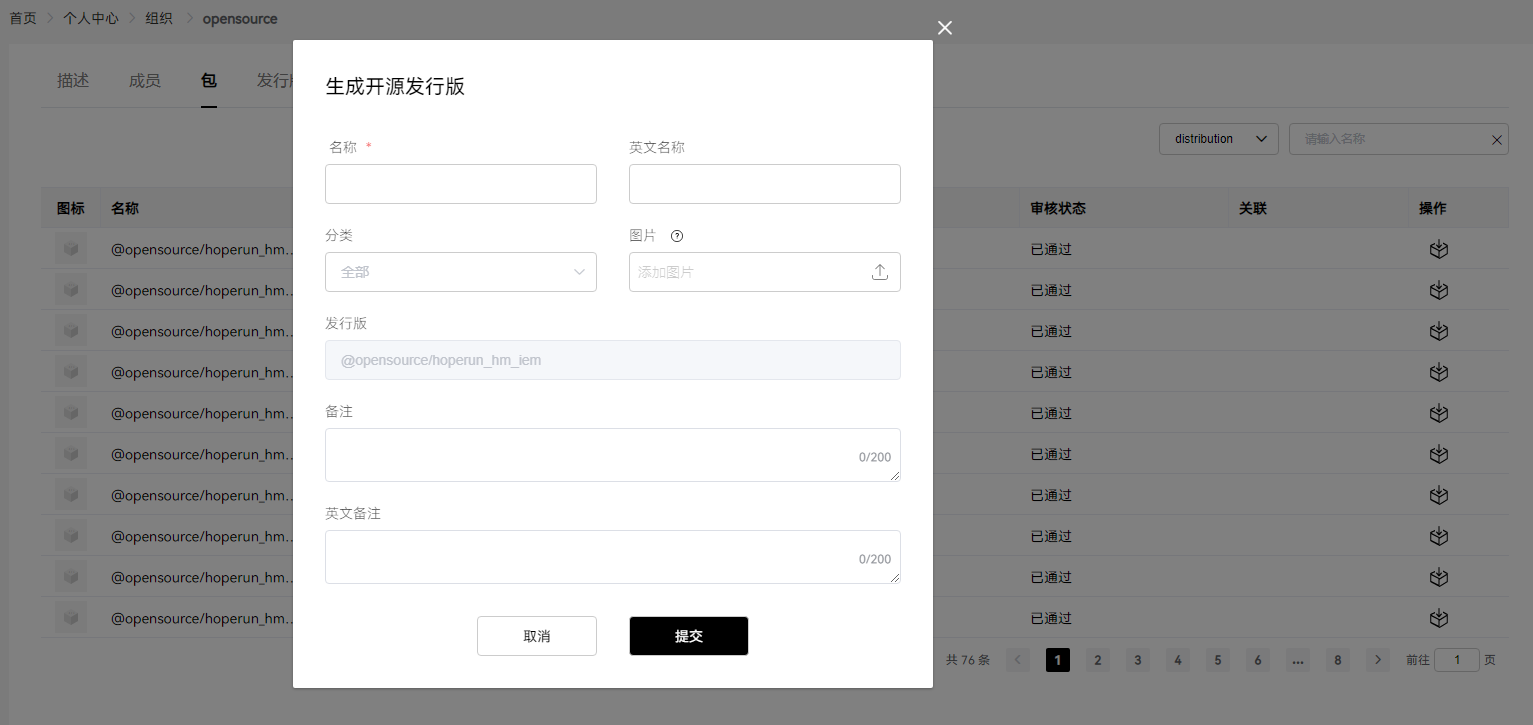 首页 > 个人中心 > 组织 > opensource
描述 成员 包 发行
distribution 请输入名称
图标 名称 审核状态 关联 操作
@opensource/hoperun_hm... 已通过
@opensource/hoperun_hm... 已通过
@opensource/hoperun_hm... 已通过
@opensource/hoperun_hm... 已通过
@opensource/hoperun_hm... 已通过
@opensource/hoperun_hm... 已通过
@opensource/hoperun_hm... 已通过
@opensource/hoperun_hm... 已通过
@opensource/hoperun_hm... 已通过
@opensource/hoperun_hm... 已通过
共 76 条 < 1 2 3 4 5 6 ... 8 > 前往 1 页
生成开源发行版
名称 * 英文名称
分类 图片
全部 添加图片
发行版
@opensource/hoperun_hm_iem
备注
0/200
英文备注
0/200
取消 提交